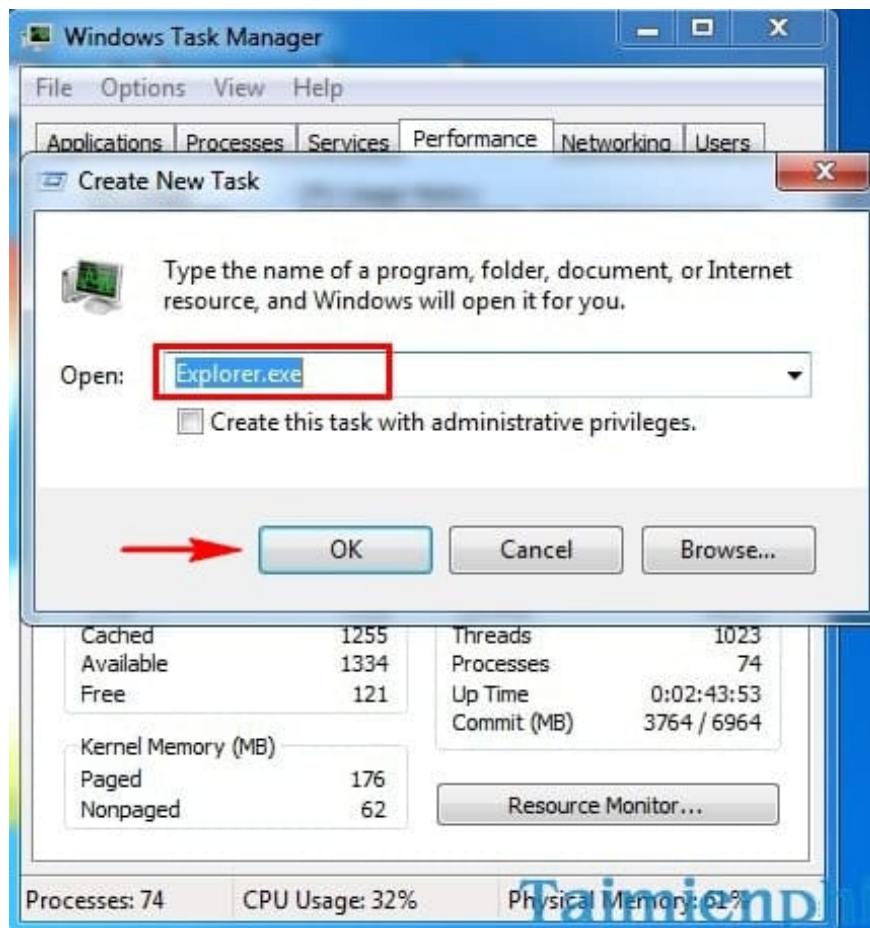 Windows Task Manager
File Options View Help
Applications Processes Services Performance Networking Users
Create New Task
Type the name of a program, folder, document, or Internet
resource, and Windows will open it for you.
Open: Explorer.exe
Create this task with administrative privileges.
OK Cancel Browse...
Cached 1255 Threads 1023
Available 1334 Processes 74
Free 121 Up Time 0:02:43:53
Commit (MB) 3764 / 6964
Kernel Memory (MB)
Paged 176
Nonpaged 62
Resource Monitor...
Processes: 74 CPU Usage: 32% Physical Memory: 61%
Taimienph